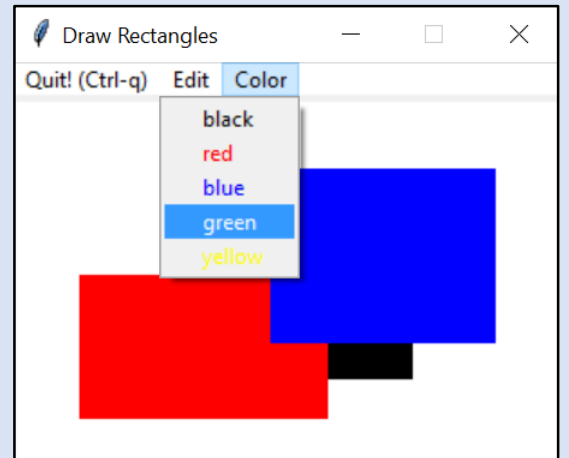 Draw Rectangles
Quit! (Ctrl-q) Edit Color
black
red
blue
green
yellow